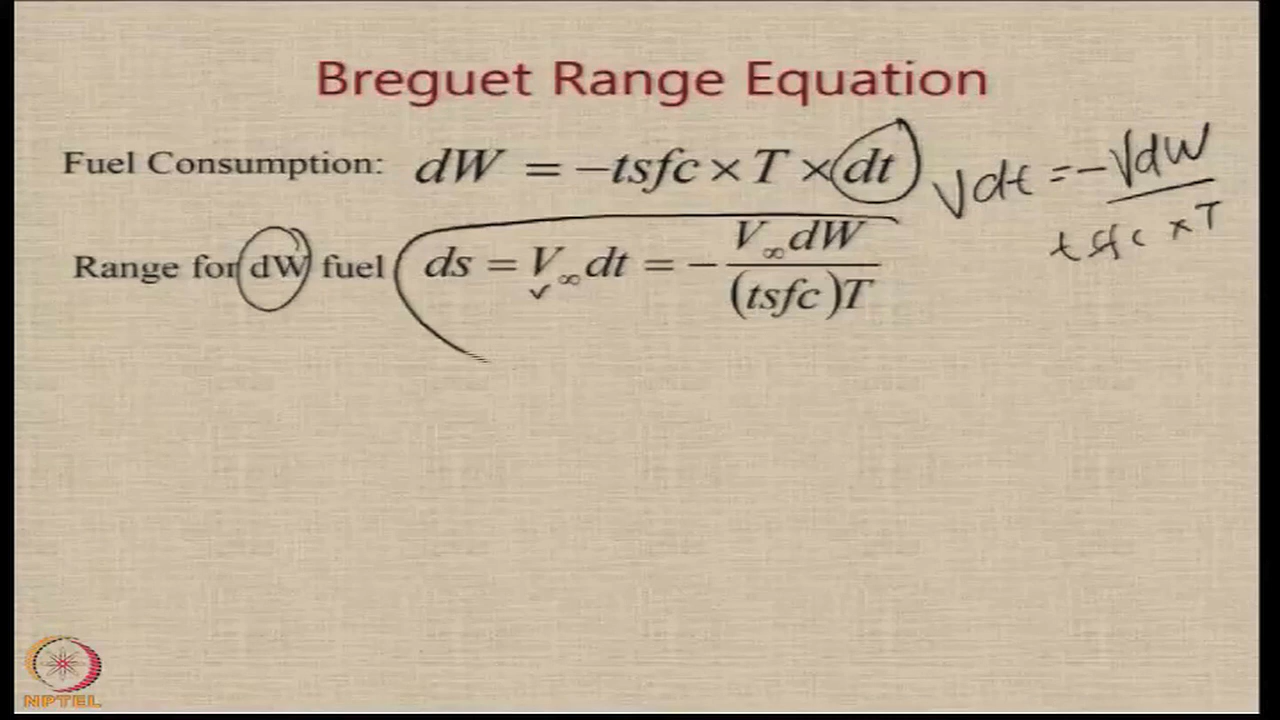 Breguet Range Equation
Fuel Consumption: dW = −tsfc × T × dt
Vdt = −VdW / tsfc × T
Range for dW fuel ds = V∞dt = − V∞dW / (tsfc)T
NPTEL